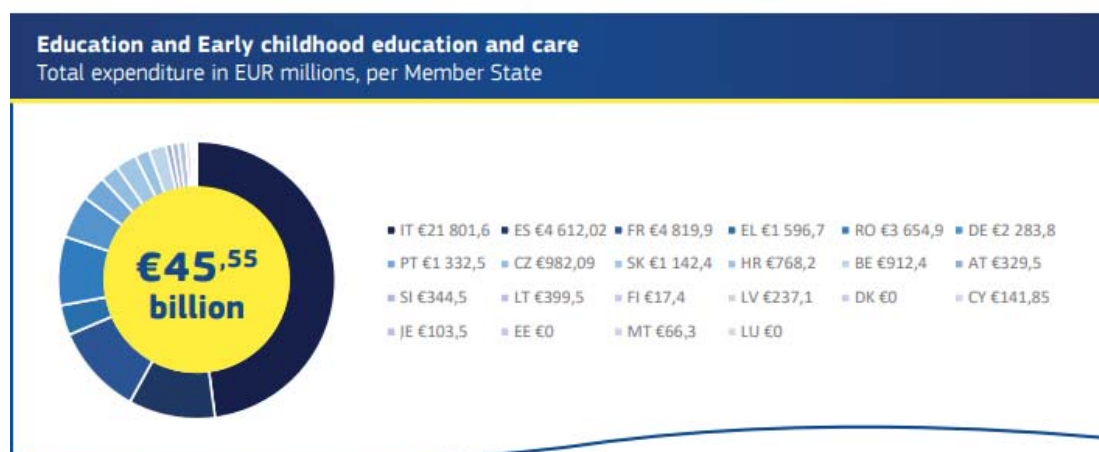 Education and Early childhood education and care
Total expenditure in EUR millions, per Member State
€45,55
billion
IT €21 801,6 ES €4 612,02 FR €4 819,9 EL €1 596,7 RO €3 654,9 DE €2 283,8
PT €1 332,5 CZ €982,09 SK €1 142,4 HR €768,2 BE €912,4 AT €329,5
SI €344,5 LT €399,5 FI €17,4 LV €237,1 DK €0 CY €141,85
JE €103,5 EE €0 MT €66,3 LU €0